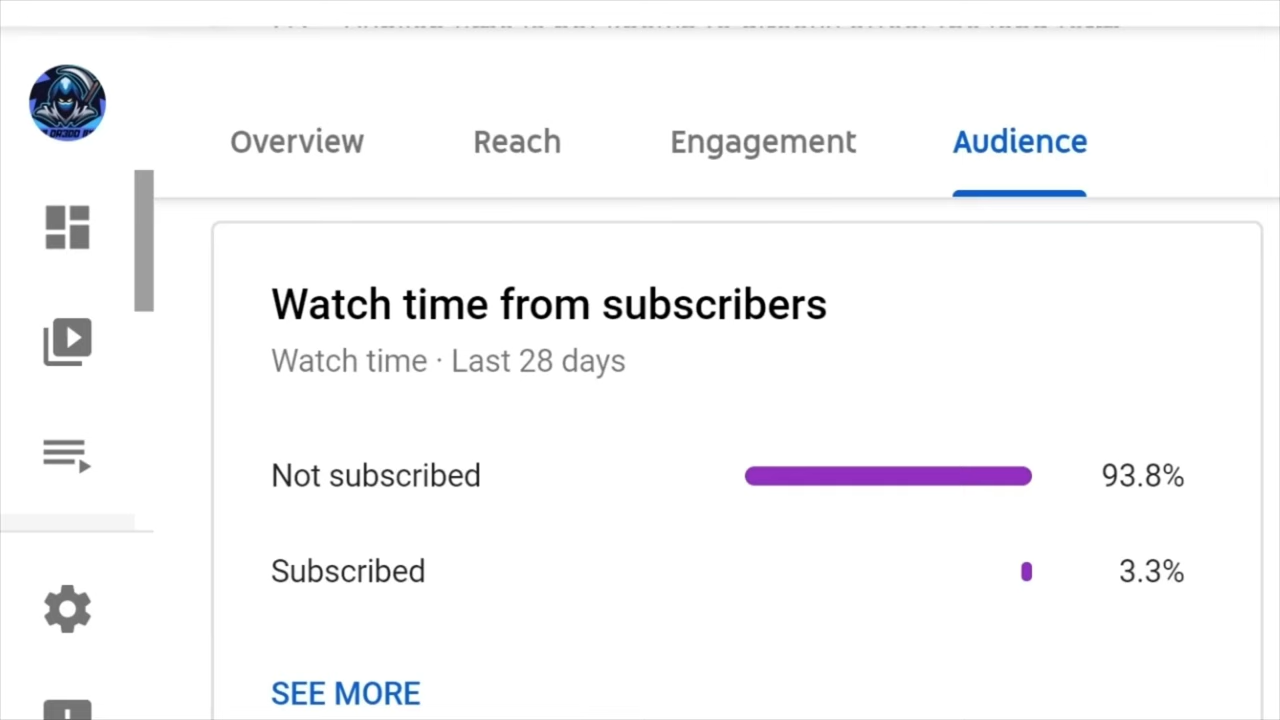 Overview Reach Engagement Audience
Watch time from subscribers
Watch time · Last 28 days
Not subscribed 93.8%
Subscribed 3.3%
SEE MORE